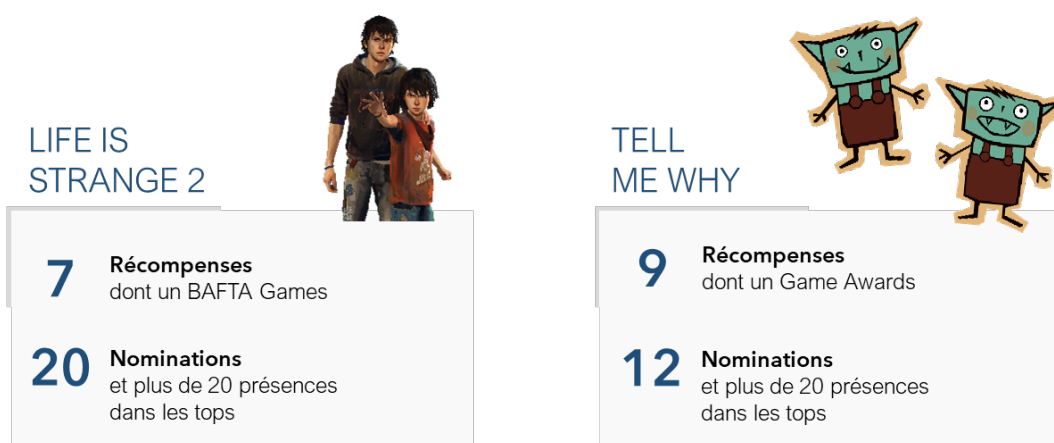 LIFE IS
STRANGE 2
7
Récompenses
dont un BAFTA Games
20
Nominations
et plus de 20 présences
dans les tops
TELL
ME WHY
9
Récompenses
dont un Game Awards
12
Nominations
et plus de 20 présences
dans les tops